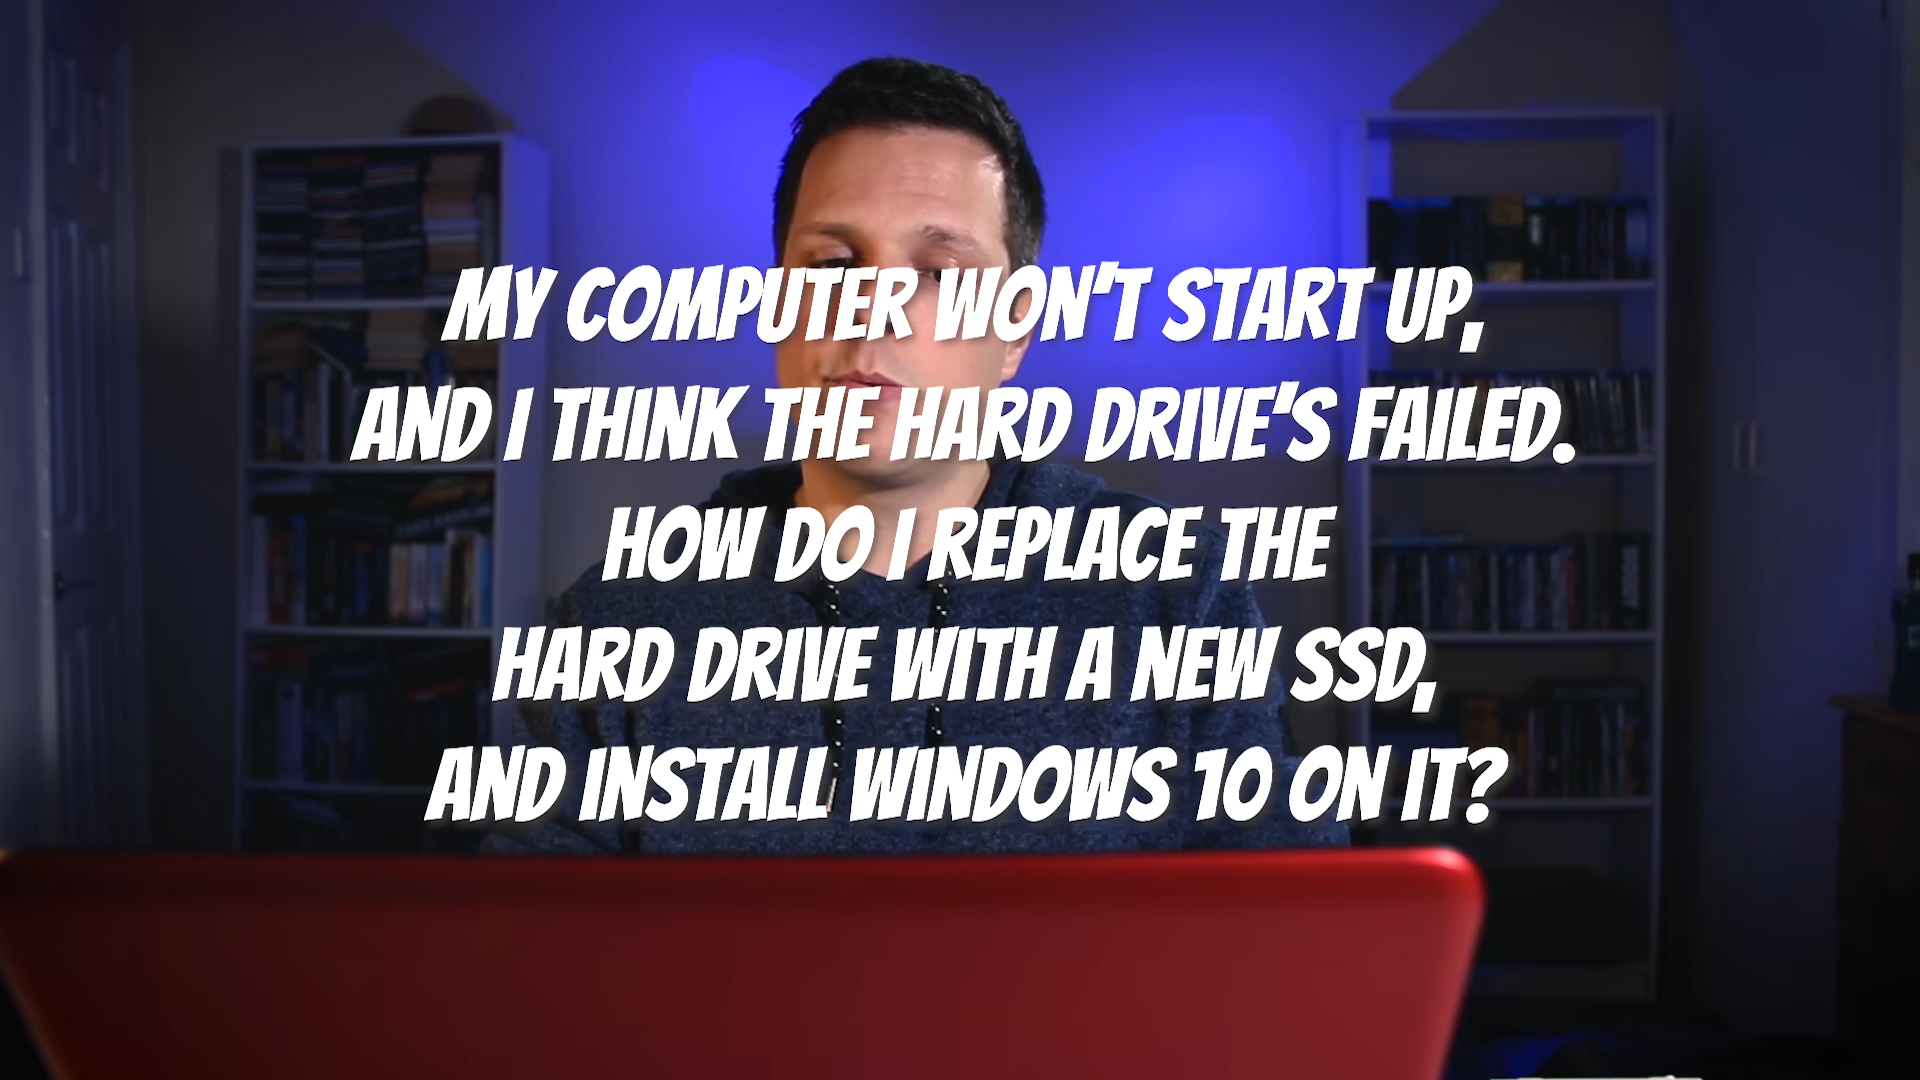 MY COMPUTER WON'T START UP,
AND I THINK THE HARD DRIVE'S FAILED.
HOW DO I REPLACE THE
HARD DRIVE WITH A NEW SSD,
AND INSTALL WINDOWS 10 ON IT?